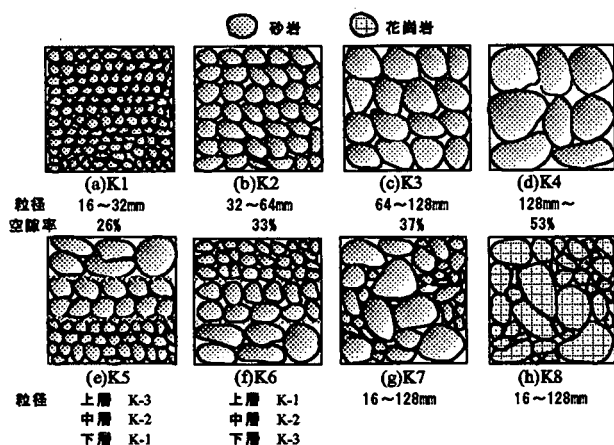 砂岩 花崗岩
(a)K1 (b)K2 (c)K3 (d)K4
粒径 16～32mm 32～64mm 64～128mm 128mm～
空隙率 26% 33% 37% 53%
(e)K5 (f)K6 (g)K7 (h)K8
粒径 上層 K-3 上層 K-1 16～128mm 16～128mm
中層 K-2 中層 K-2
下層 K-1 下層 K-3